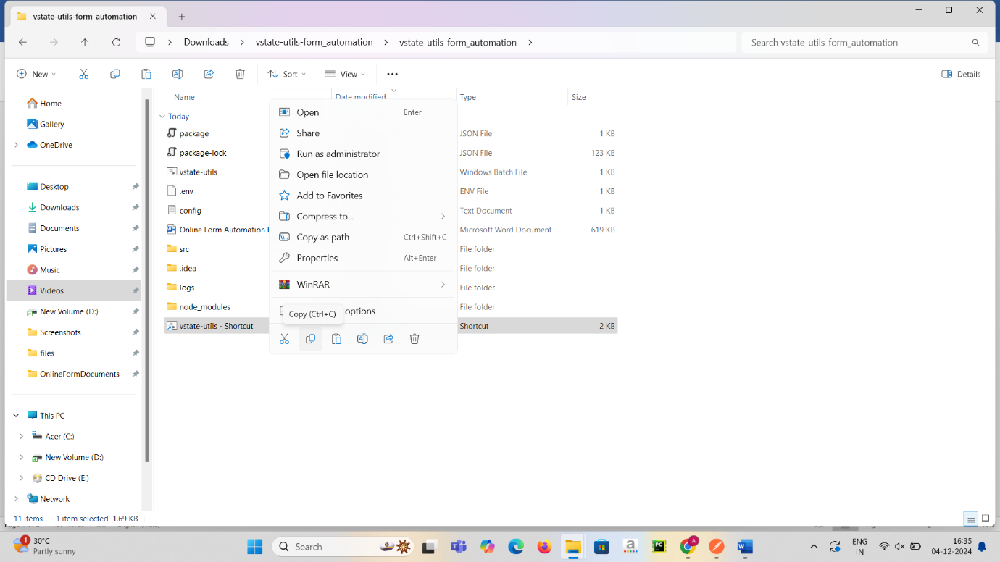 vstate-utils-form_automation
Downloads > vstate-utils-form_automation > vstate-utils-form_automation >
Search vstate-utils-form_automation
New
Sort
View
Details
Home
Gallery
OneDrive
Desktop
Downloads
Documents
Pictures
Music
Videos
New Volume (D:)
Screenshots
files
OnlineFormDocuments
This PC
Acer (C:)
New Volume (D:)
CD Drive (E:)
Network
Name Date modified Type Size
Today
package JSON File 1 KB
package-lock JSON File 123 KB
vstate-utils Windows Batch File 1 KB
.env ENV File 1 KB
config Text Document 1 KB
Online Form Automation Microsoft Word Document 619 KB
src File folder
.idea File folder
logs File folder
node_modules File folder
vstate-utils - Shortcut Shortcut 2 KB
Open Enter
Share
Run as administrator
Open file location
Add to Favorites
Compress to...
Copy as path Ctrl+Shift+C
Properties Alt+Enter
WinRAR
options
Copy (Ctrl+C)
11 items 1 item selected 1.69 KB
1
30°C
Partly sunny
Search
PC
A
ENG
IN
16:35
04-12-2024